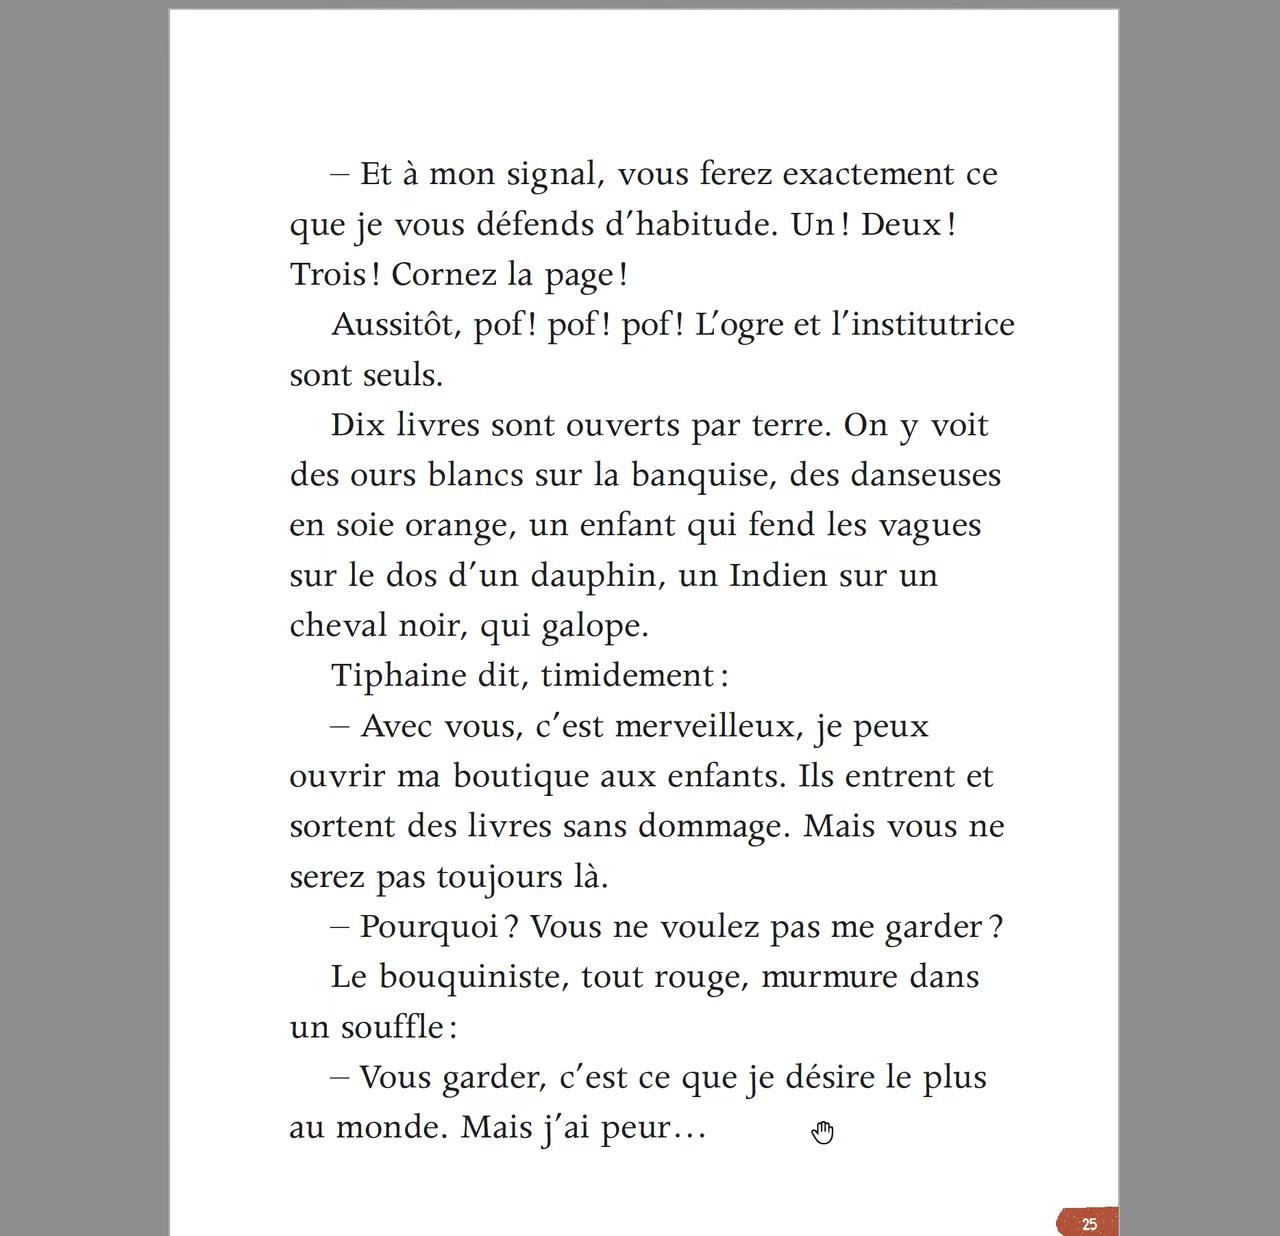 – Et à mon signal, vous ferez exactement ce
que je vous défends d’habitude. Un ! Deux !
Trois ! Cornez la page !
Aussitôt, pof ! pof ! pof ! L’ogre et l’institutrice
sont seuls.
Dix livres sont ouverts par terre. On y voit
des ours blancs sur la banquise, des danseuses
en soie orange, un enfant qui fend les vagues
sur le dos d’un dauphin, un Indien sur un
cheval noir, qui galope.
Tiphaine dit, timidement :
– Avec vous, c’est merveilleux, je peux
ouvrir ma boutique aux enfants. Ils entrent et
sortent des livres sans dommage. Mais vous ne
serez pas toujours là.
– Pourquoi ? Vous ne voulez pas me garder ?
Le bouquiniste, tout rouge, murmure dans
un souffle :
– Vous garder, c’est ce que je désire le plus
au monde. Mais j’ai peur…
25